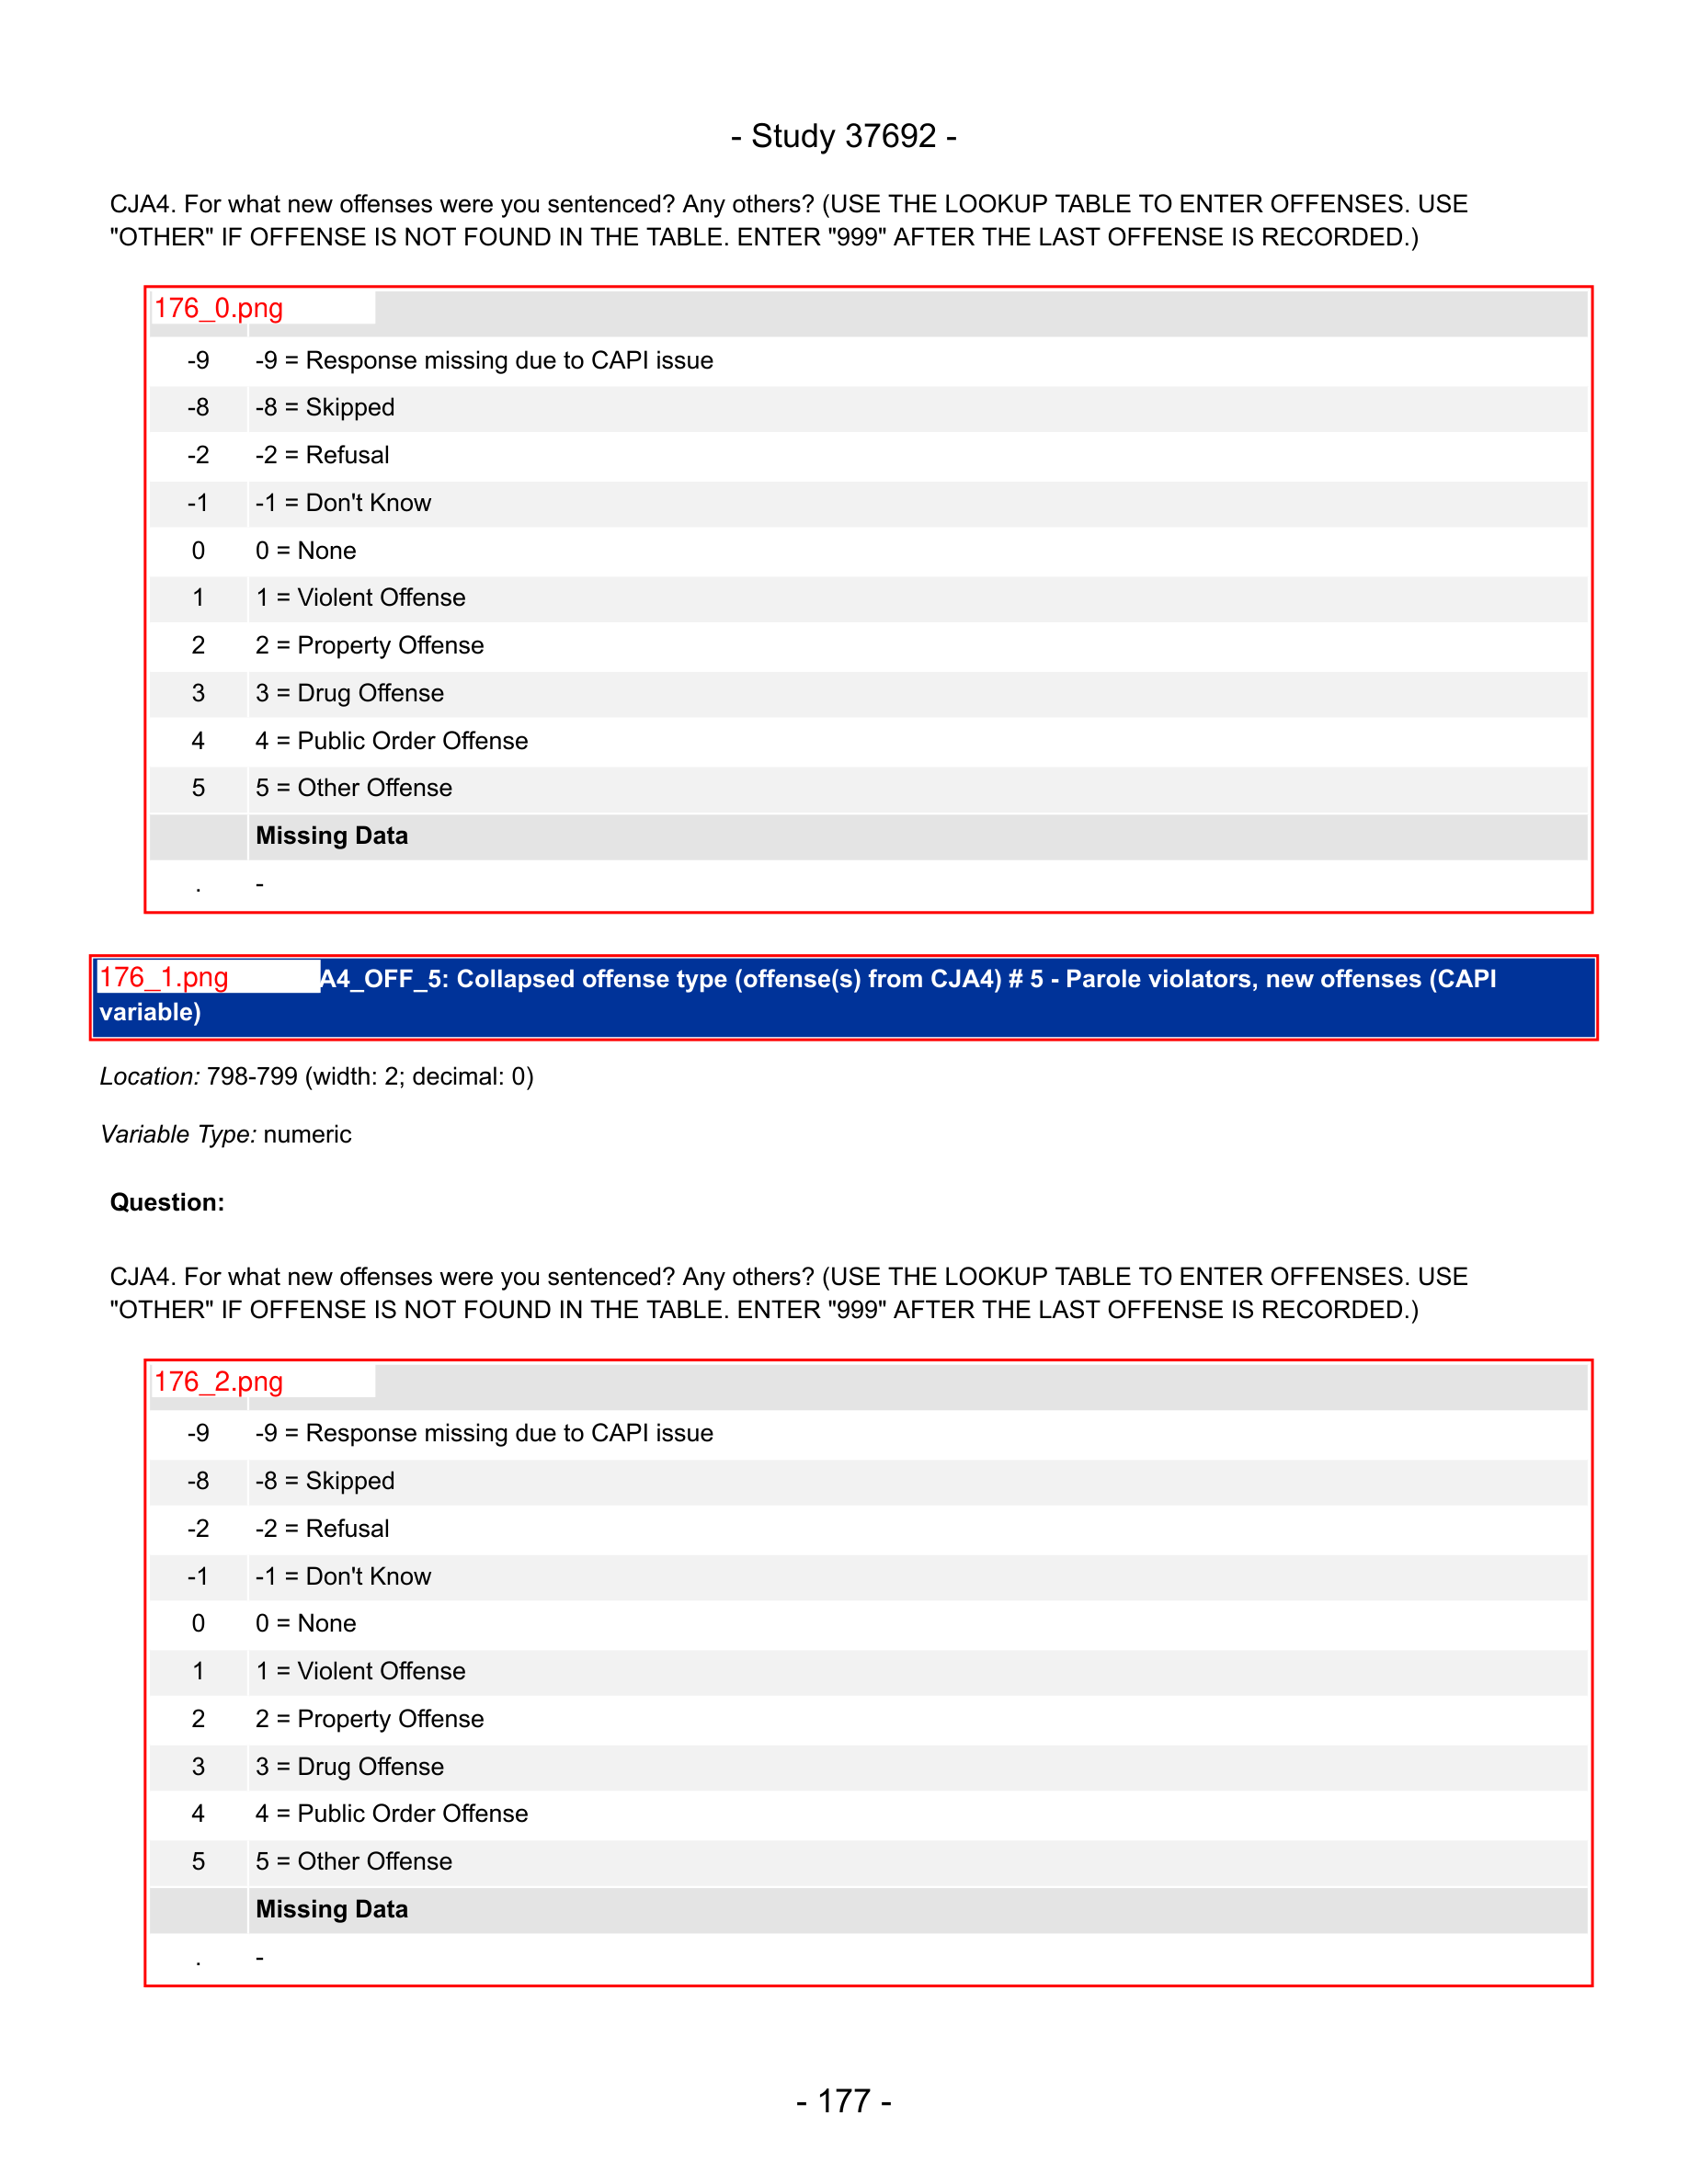 - Study 37692 -
CJA4. For what new offenses were you sentenced? Any others? (USE THE LOOKUP TABLE TO ENTER OFFENSES. USE
"OTHER" IF OFFENSE IS NOT FOUND IN THE TABLE. ENTER "999" AFTER THE LAST OFFENSE IS RECORDED.)
176_0.png
-9 -9 = Response missing due to CAPI issue
-8 -8 = Skipped
-2 -2 = Refusal
-1 -1 = Don't Know
0 0 = None
1 1 = Violent Offense
2 2 = Property Offense
3 3 = Drug Offense
4 4 = Public Order Offense
5 5 = Other Offense
Missing Data
. -
176_1.png A4_OFF_5: Collapsed offense type (offense(s) from CJA4) # 5 - Parole violators, new offenses (CAPI
variable)
Location: 798-799 (width: 2; decimal: 0)
Variable Type: numeric
Question:
CJA4. For what new offenses were you sentenced? Any others? (USE THE LOOKUP TABLE TO ENTER OFFENSES. USE
"OTHER" IF OFFENSE IS NOT FOUND IN THE TABLE. ENTER "999" AFTER THE LAST OFFENSE IS RECORDED.)
176_2.png
-9 -9 = Response missing due to CAPI issue
-8 -8 = Skipped
-2 -2 = Refusal
-1 -1 = Don't Know
0 0 = None
1 1 = Violent Offense
2 2 = Property Offense
3 3 = Drug Offense
4 4 = Public Order Offense
5 5 = Other Offense
Missing Data
. -
- 177 -